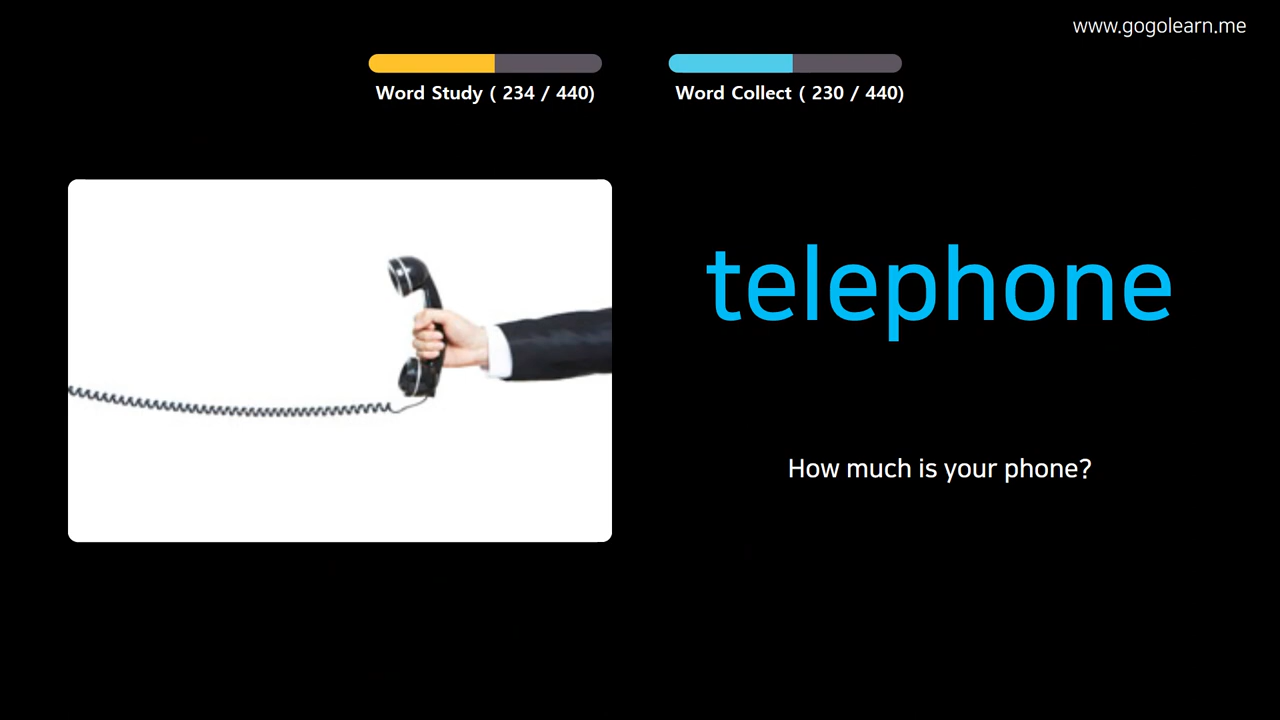 www.gogolearn.me
Word Study ( 234 / 440)
Word Collect ( 230 / 440)
telephone
How much is your phone?